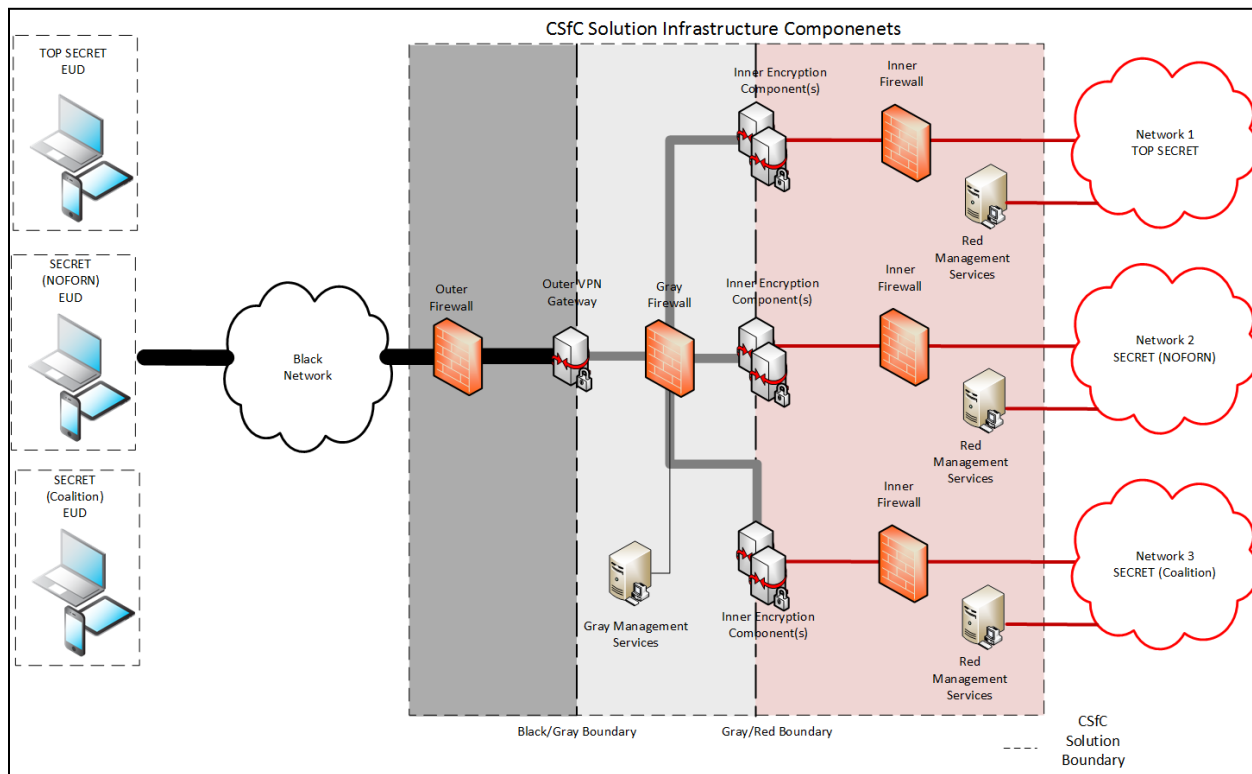 CSfC Solution Infrastructure Componenets
TOP SECRET
EUD
SECRET
(NOFORN)
EUD
SECRET
(Coalition)
EUD
Black
Network
Outer
Firewall
Outer VPN
Gateway
Gray
Firewall
Gray Management
Services
Inner Encryption
Component(s)
Inner
Firewall
Red
Management
Services
Network 1
TOP SECRET
Inner Encryption
Component(s)
Inner
Firewall
Red
Management
Services
Network 2
SECRET (NOFORN)
Inner Encryption
Component(s)
Inner
Firewall
Red
Management
Services
Network 3
SECRET (Coalition)
Black/Gray Boundary
Gray/Red Boundary
CSfC
Solution
Boundary